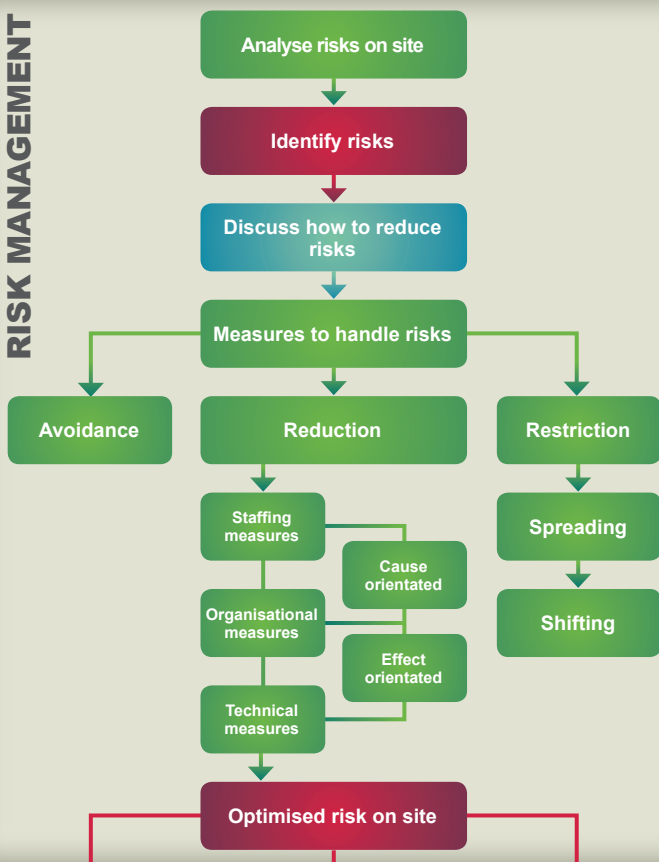 RISK MANAGEMENT
Analyse risks on site
Identify risks
Discuss how to reduce
risks
Measures to handle risks
Avoidance
Reduction
Restriction
Staffing
measures
Spreading
Cause
orientated
Organisational
measures
Shifting
Effect
orientated
Technical
measures
Optimised risk on site